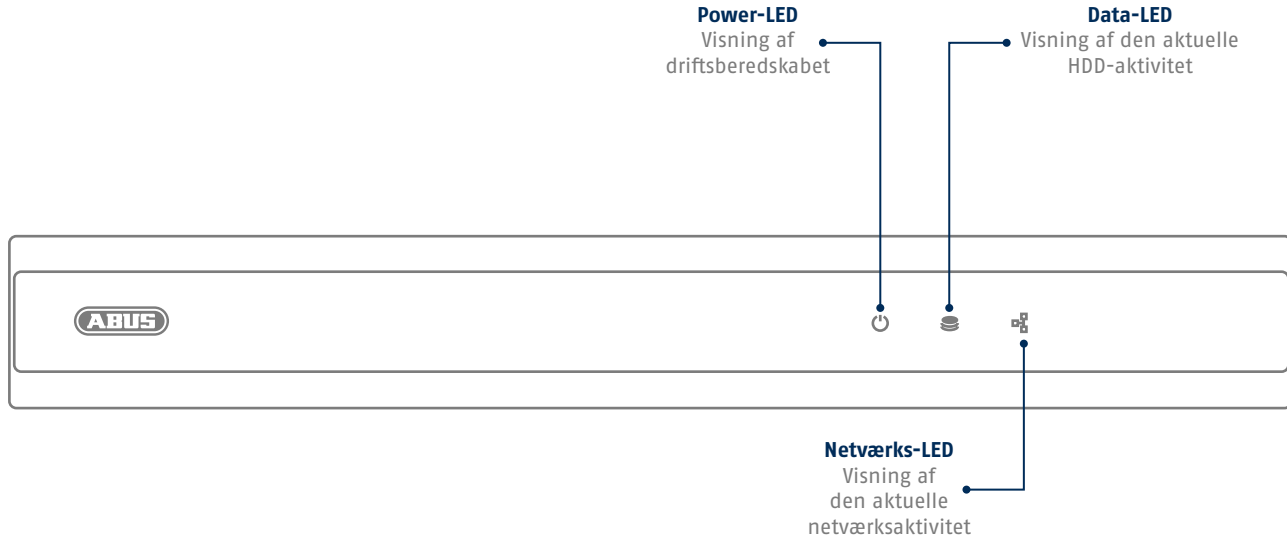 Power-LED
Visning af
driftsberedskabet
Data-LED
Visning af den aktuelle
HDD-aktivitet
ABUS
Netværks-LED
Visning af
den aktuelle
netværksaktivitet